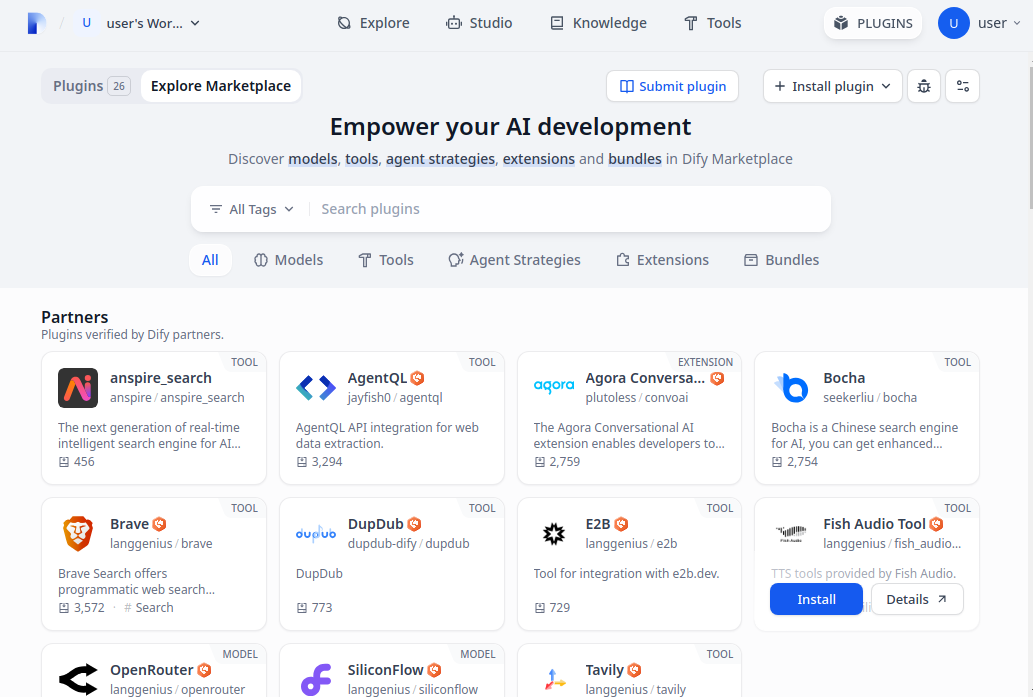 U user's Wor... Explore Studio Knowledge Tools PLUGINS U user
Plugins 26 Explore Marketplace Submit plugin Install plugin
Empower your AI development
Discover models, tools, agent strategies, extensions and bundles in Dify Marketplace
All Tags Search plugins
All Models Tools Agent Strategies Extensions Bundles
Partners
Plugins verified by Dify partners.
TOOL
anspire_search
anspire / anspire_search
The next generation of real-time
intelligent search engine for AI...
456
TOOL
AgentQL
jayfish0 / agentql
AgentQL API integration for web
data extraction.
3,294
EXTENSION
agora
Agora Conversa...
plutoless / convoai
The Agora Conversational AI
extension enables developers to...
2,759
TOOL
Bocha
seekerliu / bocha
Bocha is a Chinese search engine
for AI, you can get enhanced...
2,754
TOOL
Brave
langgenius / brave
Brave Search offers
programmatic web search...
3,572 · # Search
TOOL
dupdub
DupDub
dupdub-dify / dupdub
DupDub
773
TOOL
E2B
langgenius / e2b
Tool for integration with e2b.dev.
729
TOOL
Fish Audio
Fish Audio Tool
langgenius / fish_audio...
TTS tools provided by Fish Audio.
Install Details
MODEL
OpenRouter
langgenius / openrouter
MODEL
SiliconFlow
langgenius / siliconflow
TOOL
Tavily
langgenius / tavily